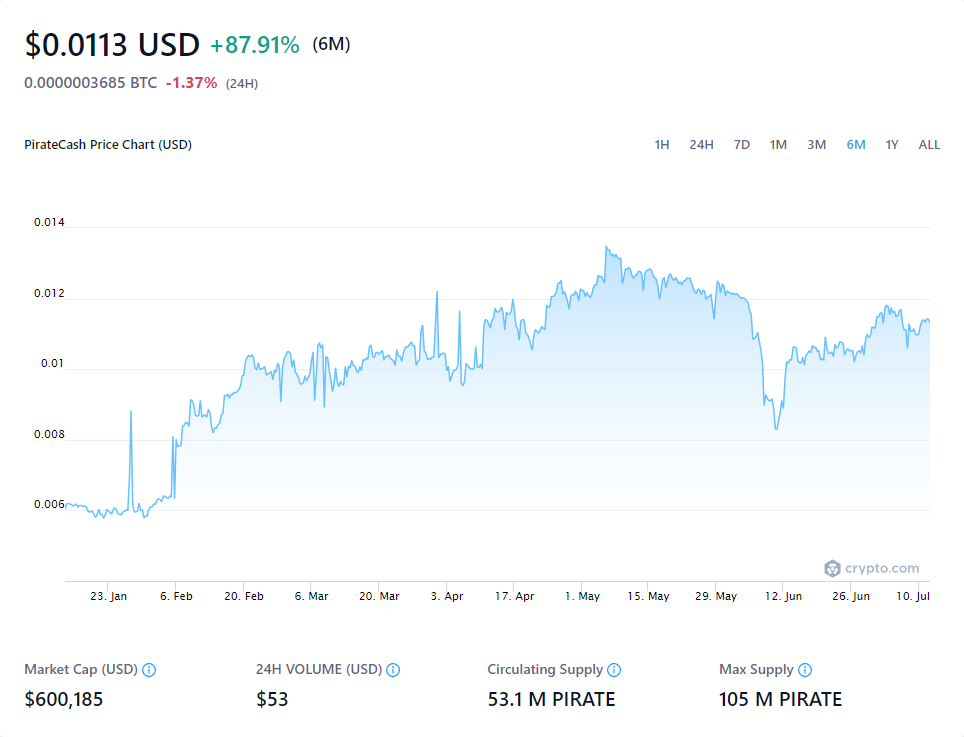 $0.0113 USD +87.91% (6M)
0.0000003685 BTC -1.37% (24H)
PirateCash Price Chart (USD) 1H 24H 7D 1M 3M 6M 1Y ALL
0.014
0.012
0.01
0.008
0.006
crypto.com
23. Jan 6. Feb 20. Feb 6. Mar 20. Mar 3. Apr 17. Apr 1. May 15. May 29. May 12. Jun 26. Jun 10. Jul
Market Cap (USD) 24H VOLUME (USD) Circulating Supply Max Supply
$600,185 $53 53.1 M PIRATE 105 M PIRATE